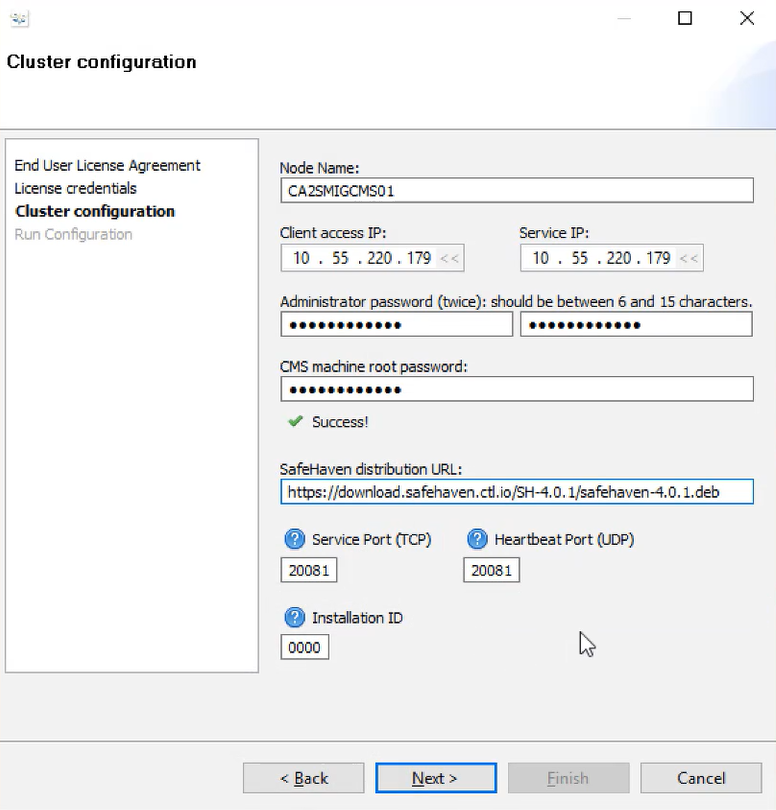 Cluster configuration
End User License Agreement
License credentials
Cluster configuration
Run Configuration
Node Name:
CA2SMIGCMS01
Client access IP: Service IP:
10 . 55 . 220 . 179 << 10 . 55 . 220 . 179 <<
Administrator password (twice): should be between 6 and 15 characters.
●●●●●●●●●●●● ●●●●●●●●●●●●
CMS machine root password:
●●●●●●●●●●●●
Success!
SafeHaven distribution URL:
https://download.safehaven.ctl.io/SH-4.0.1/safehaven-4.0.1.deb
? Service Port (TCP) ? Heartbeat Port (UDP)
20081 20081
? Installation ID
0000
< Back Next > Finish Cancel